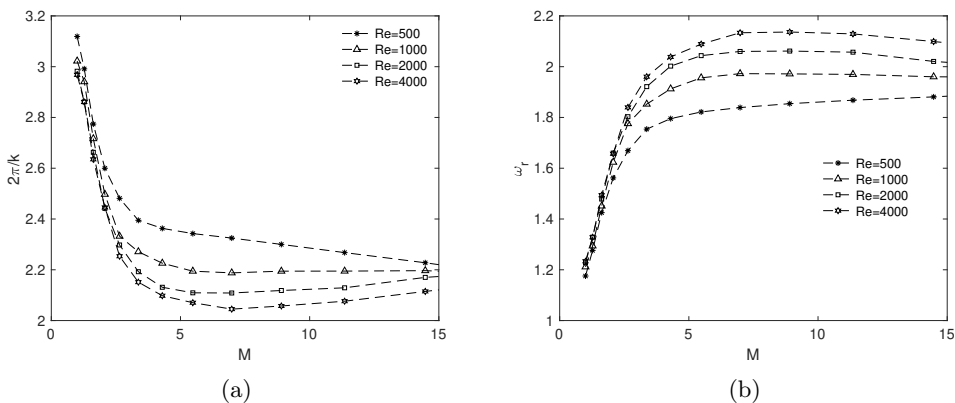 3.2
3
2.8
2.6
2.4
2.2
2
2π/k
0 5 10 15
M
Re=500
Re=1000
Re=2000
Re=4000
(a)
2.2
2
1.8
1.6
1.4
1.2
1
ω_r
0 5 10 15
M
Re=500
Re=1000
Re=2000
Re=4000
(b)